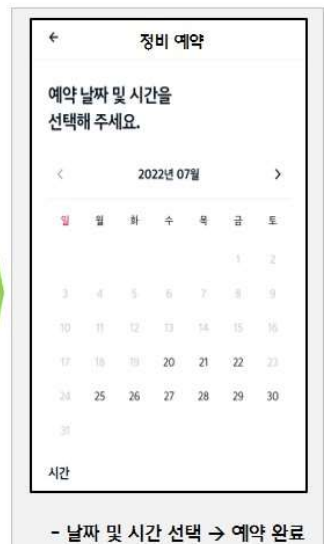 ← 정비 예약
예약 날짜 및 시간을
선택해 주세요.
< 2022년 07월 >
일 월 화 수 목 금 토
1 2
3 4 5 6 7 8 9
10 11 12 13 14 15 16
17 18 19 20 21 22 23
24 25 26 27 28 29 30
31
시간
- 날짜 및 시간 선택 → 예약 완료